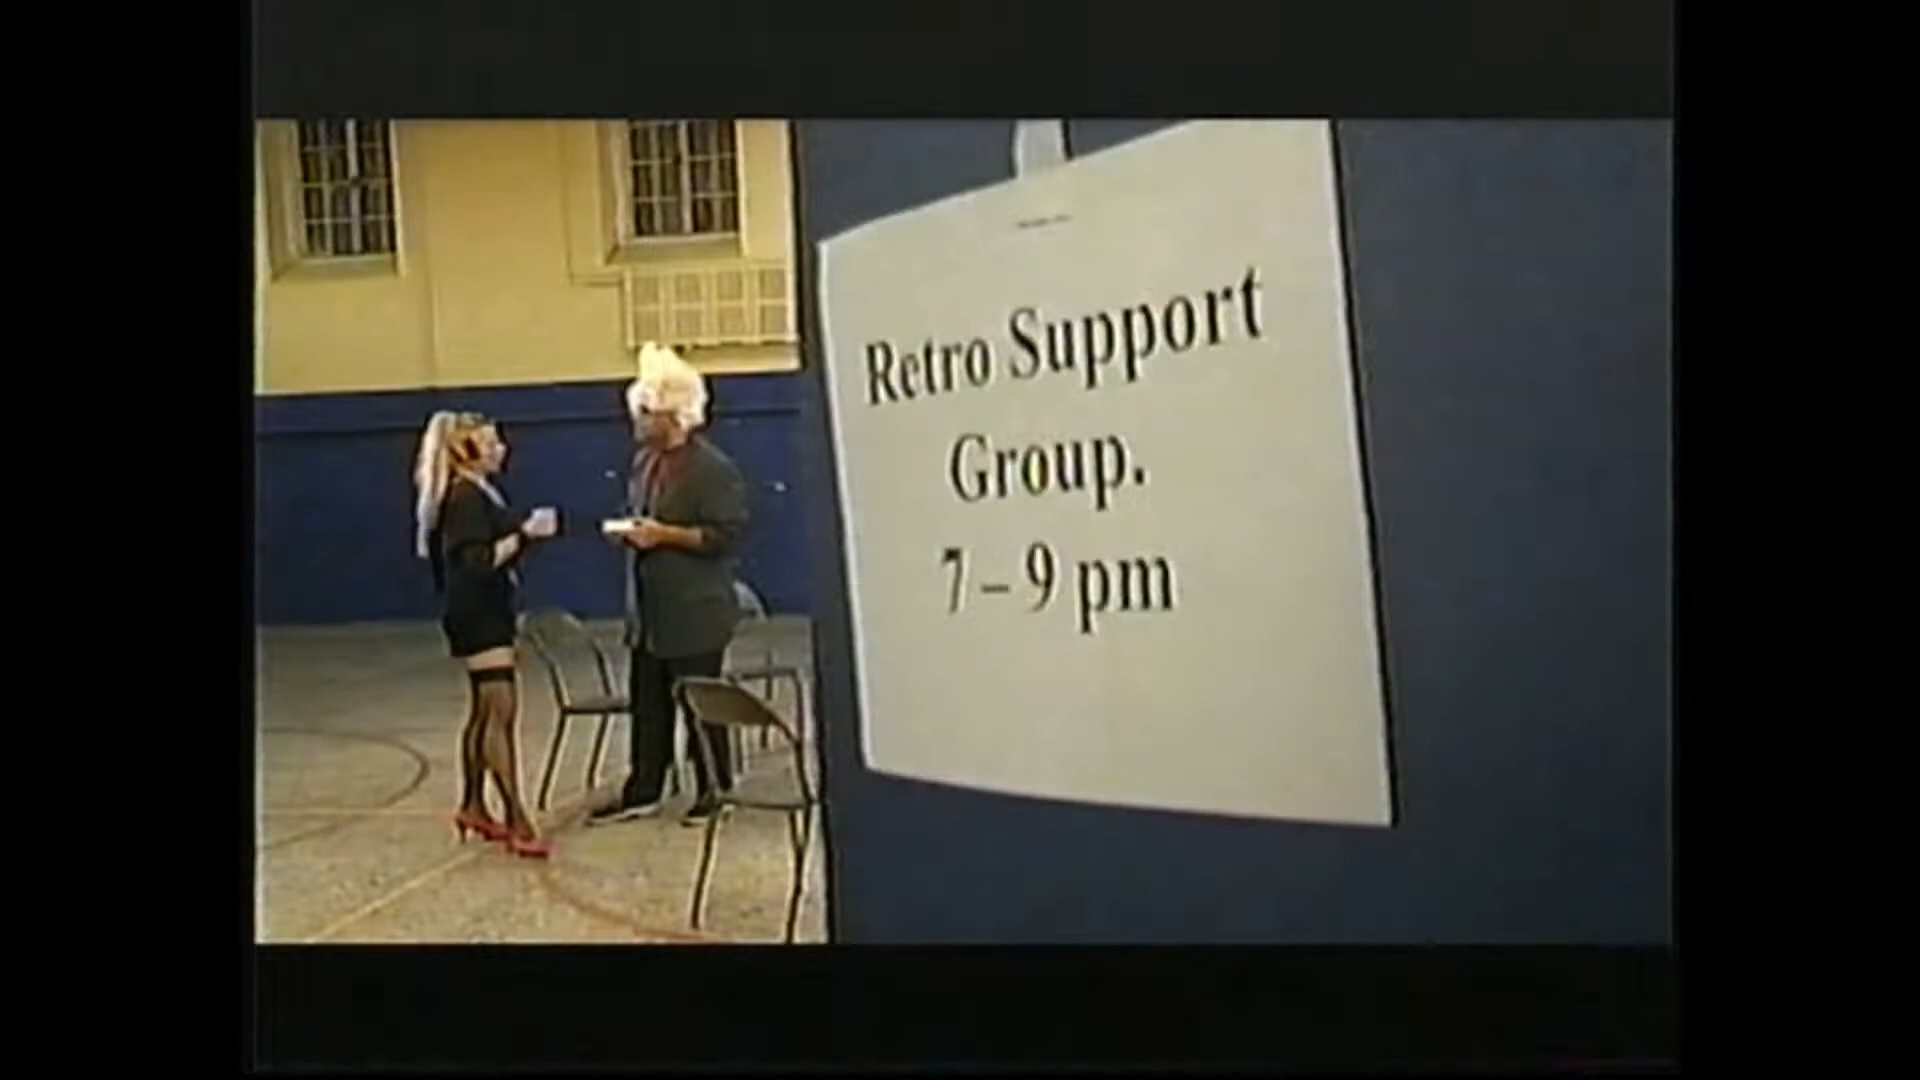 Retro Support
Group.
7 – 9 pm